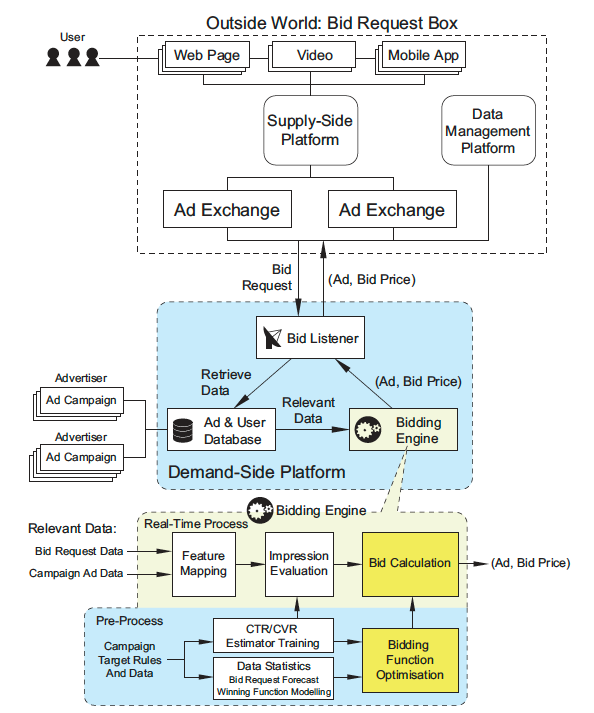 Outside World: Bid Request Box
User
Web Page
Video
Mobile App
Supply-Side
Platform
Data
Management
Platform
Ad Exchange
Ad Exchange
Bid
Request
(Ad, Bid Price)
Bid Listener
Retrieve
Data
(Ad, Bid Price)
Advertiser
Ad Campaign
Ad & User
Database
Relevant
Data
Bidding
Engine
Advertiser
Ad Campaign
Demand-Side Platform
Bidding Engine
Relevant Data:
Real-Time Process
Bid Request Data
Campaign Ad Data
Feature
Mapping
Impression
Evaluation
Bid Calculation
(Ad, Bid Price)
Pre-Process
Campaign
Target Rules
And Data
CTR/CVR
Estimator Training
Data Statistics
Bid Request Forecast
Winning Function Modelling
Bidding
Function
Optimisation